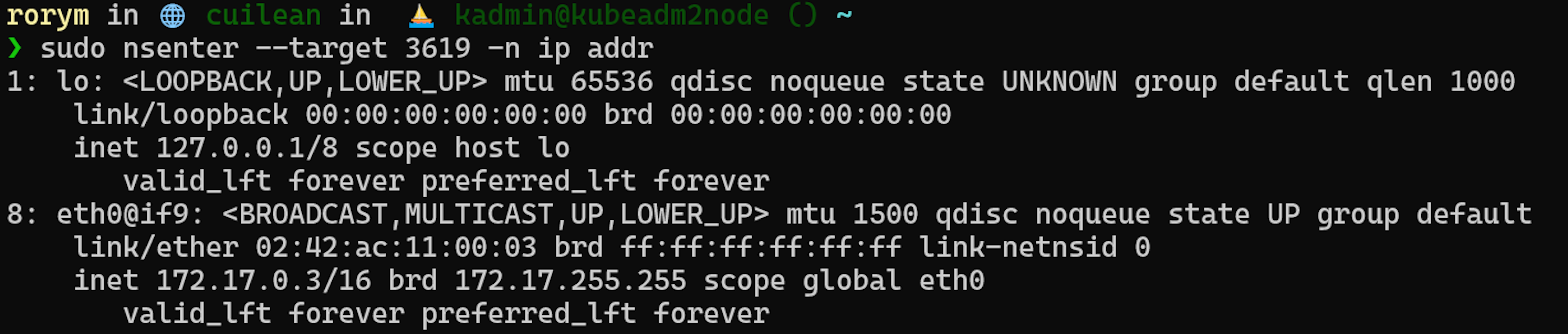 rorym in 🌐 cuilean in ⛵ kadmin@kubeadm2node () ~
❯ sudo nsenter --target 3619 -n ip addr
1: lo: <LOOPBACK,UP,LOWER_UP> mtu 65536 qdisc noqueue state UNKNOWN group default qlen 1000
    link/loopback 00:00:00:00:00:00 brd 00:00:00:00:00:00
    inet 127.0.0.1/8 scope host lo
       valid_lft forever preferred_lft forever
8: eth0@if9: <BROADCAST,MULTICAST,UP,LOWER_UP> mtu 1500 qdisc noqueue state UP group default
    link/ether 02:42:ac:11:00:03 brd ff:ff:ff:ff:ff:ff link-netnsid 0
    inet 172.17.0.3/16 brd 172.17.255.255 scope global eth0
       valid_lft forever preferred_lft forever